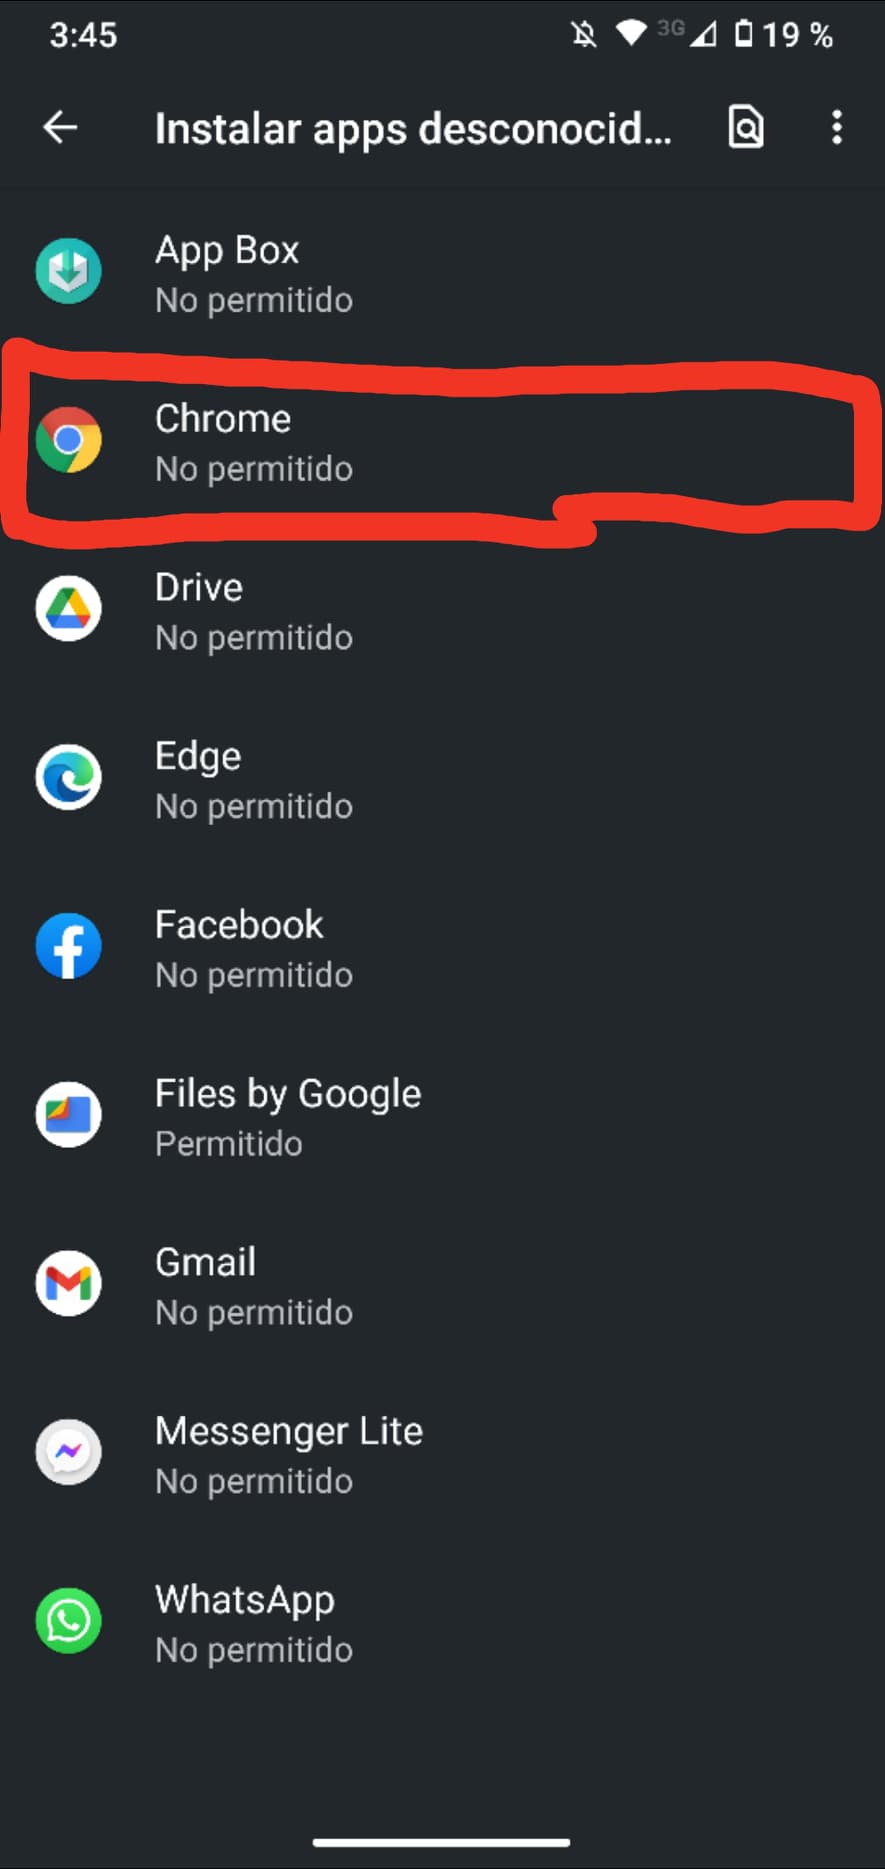 3:45 3G 19 %
Instalar apps desconocid...
App Box
No permitido
Chrome
No permitido
Drive
No permitido
Edge
No permitido
Facebook
No permitido
Files by Google
Permitido
Gmail
No permitido
Messenger Lite
No permitido
WhatsApp
No permitido